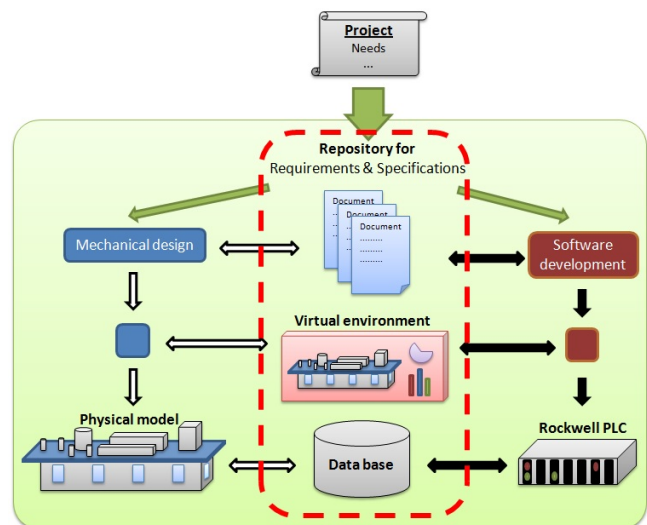 Project
Needs
...
Repository for
Requirements & Specifications
Document
Document
Document
.........
.........
Mechanical design
Software
development
Virtual environment
Physical model
Rockwell PLC
Data base